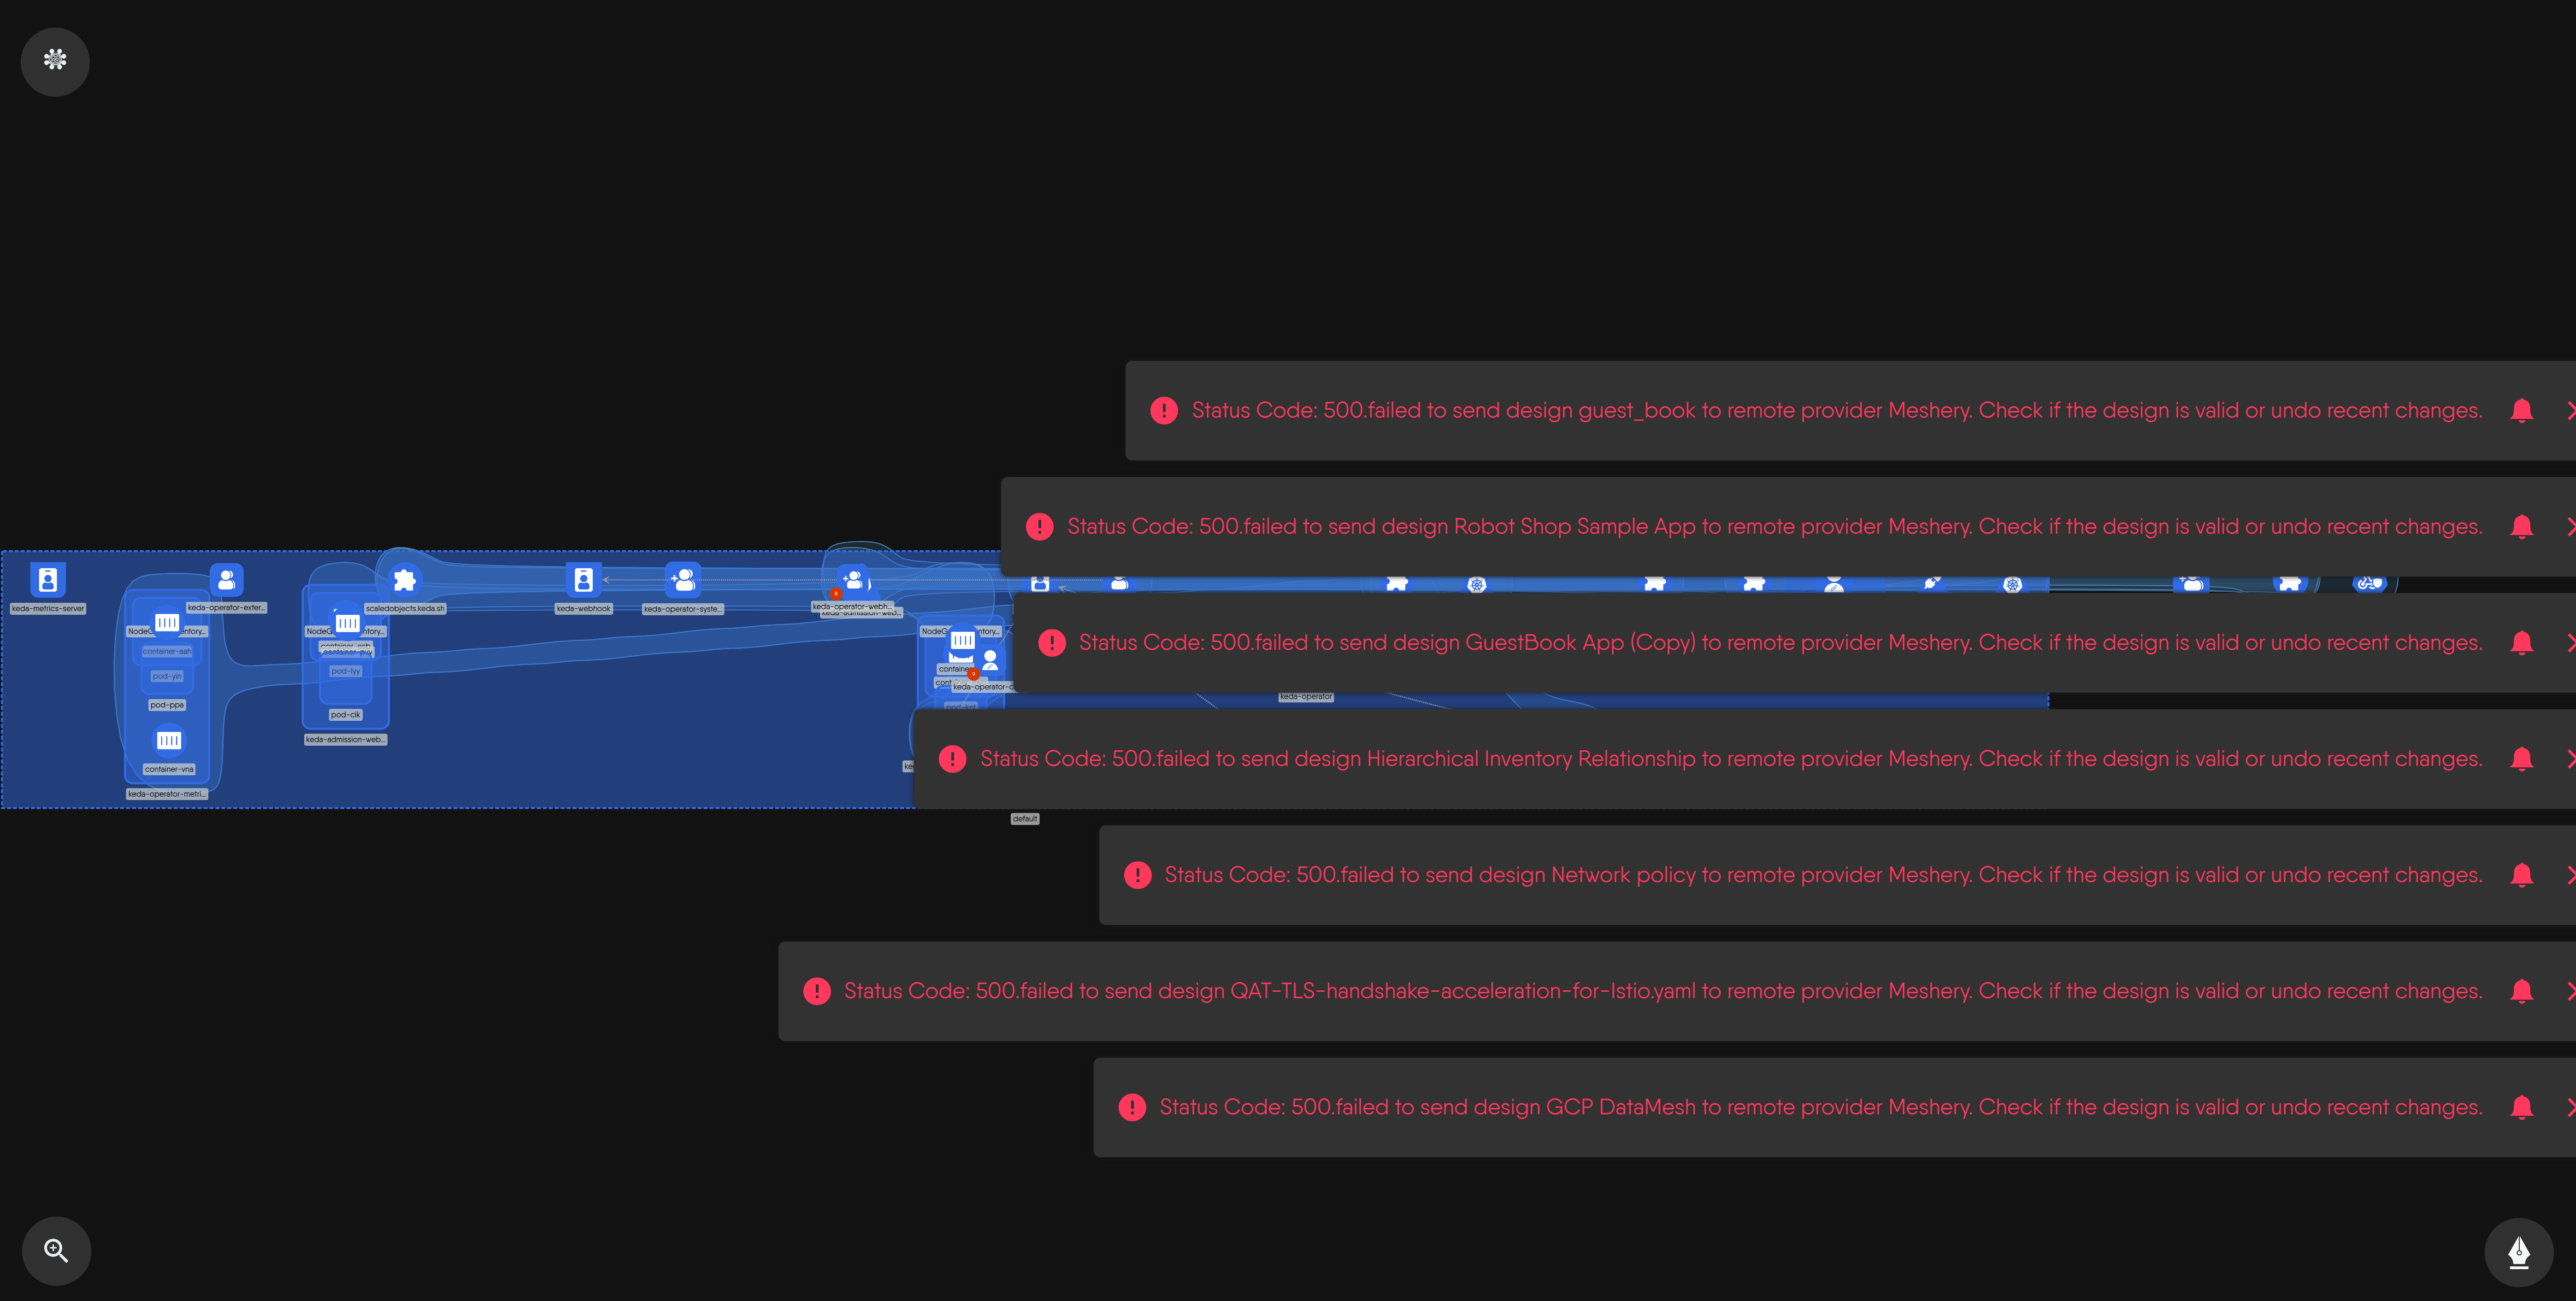 Status Code: 500.failed to send design guest_book to remote provider Meshery. Check if the design is valid or undo recent changes.
Status Code: 500.failed to send design Robot Shop Sample App to remote provider Meshery. Check if the design is valid or undo recent changes.
keda-metrics-server
keda-operator-exter...
scaledobjects.keda.sh
keda-webhook
keda-operator-syste...
keda-operator-webh...
keda-admission-web...
container-aah
pod-yin
pod-ppa
container-vna
keda-operator-metri...
pod-lyy
pod-cik
keda-admission-web...
Status Code: 500.failed to send design GuestBook App (Copy) to remote provider Meshery. Check if the design is valid or undo recent changes.
keda-operator
Status Code: 500.failed to send design Hierarchical Inventory Relationship to remote provider Meshery. Check if the design is valid or undo recent changes.
default
Status Code: 500.failed to send design Network policy to remote provider Meshery. Check if the design is valid or undo recent changes.
Status Code: 500.failed to send design QAT-TLS-handshake-acceleration-for-Istio.yaml to remote provider Meshery. Check if the design is valid or undo recent changes.
Status Code: 500.failed to send design GCP DataMesh to remote provider Meshery. Check if the design is valid or undo recent changes.